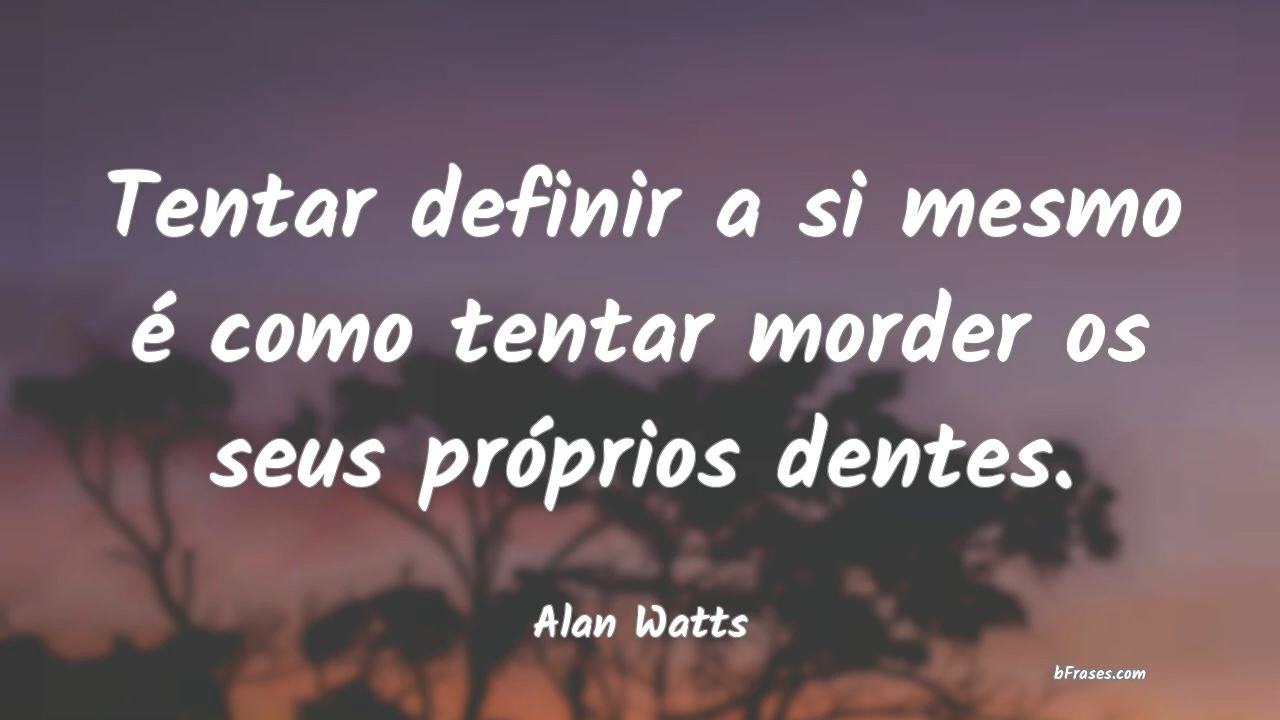 Tentar definir a si mesmo
é como tentar morder os
seus próprios dentes.
Alan Watts
bFrases.com